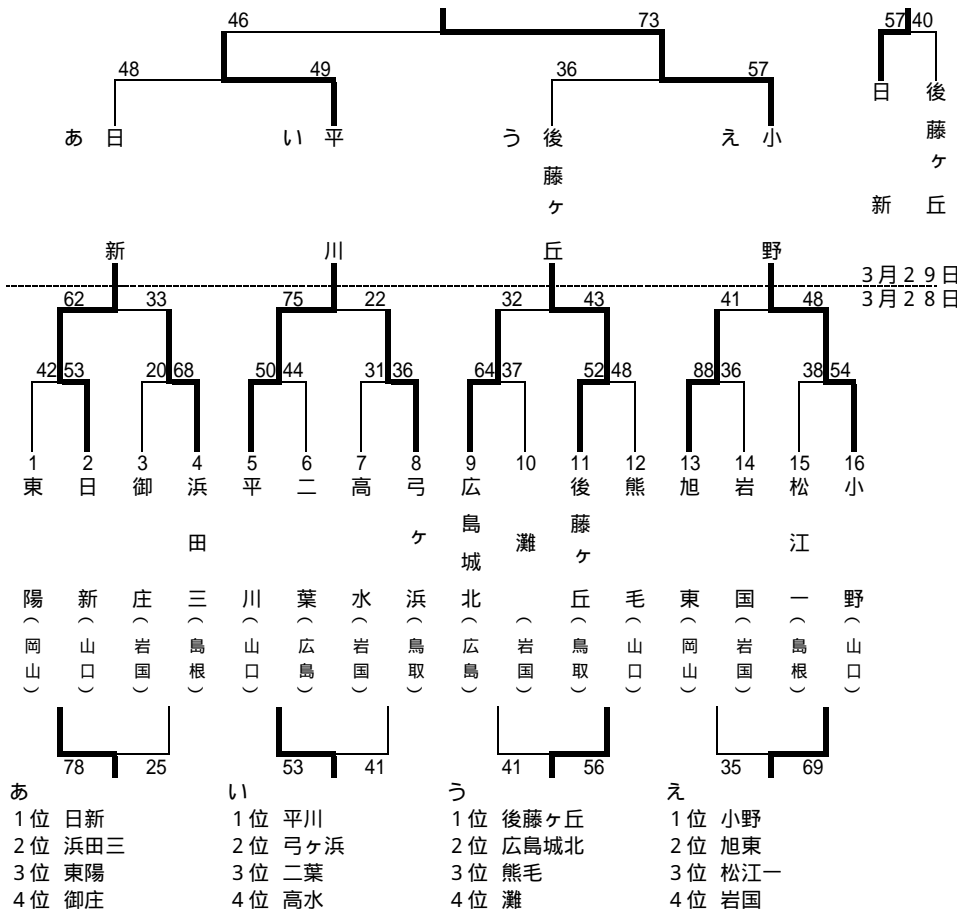 46 73 57 40
48 49 36 57
あ 日新 い 平川 う 後藤ヶ丘 え 小野 日新 後藤ヶ丘
3月29日
3月28日
62 33 75 22 32 43 41 48
42 53 20 68 50 44 31 36 64 37 52 48 88 36 38 54
1 2 3 4 5 6 7 8 9 10 11 12 13 14 15 16
東陽(岡山)
日新(山口)
御庄(岩国)
浜田三(島根)
平川(山口)
二葉(広島)
高水(岩国)
弓ヶ浜(鳥取)
広島城北(広島)
灘(岩国)
後藤ヶ丘(鳥取)
熊毛(山口)
旭東(岡山)
岩国(岩国)
松江一(島根)
小野(山口)
78 25 53 41 41 56 35 69
あ
1位 日新
2位 浜田三
3位 東陽
4位 御庄
い
1位 平川
2位 弓ヶ浜
3位 二葉
4位 高水
う
1位 後藤ヶ丘
2位 広島城北
3位 熊毛
4位 灘
え
1位 小野
2位 旭東
3位 松江一
4位 岩国